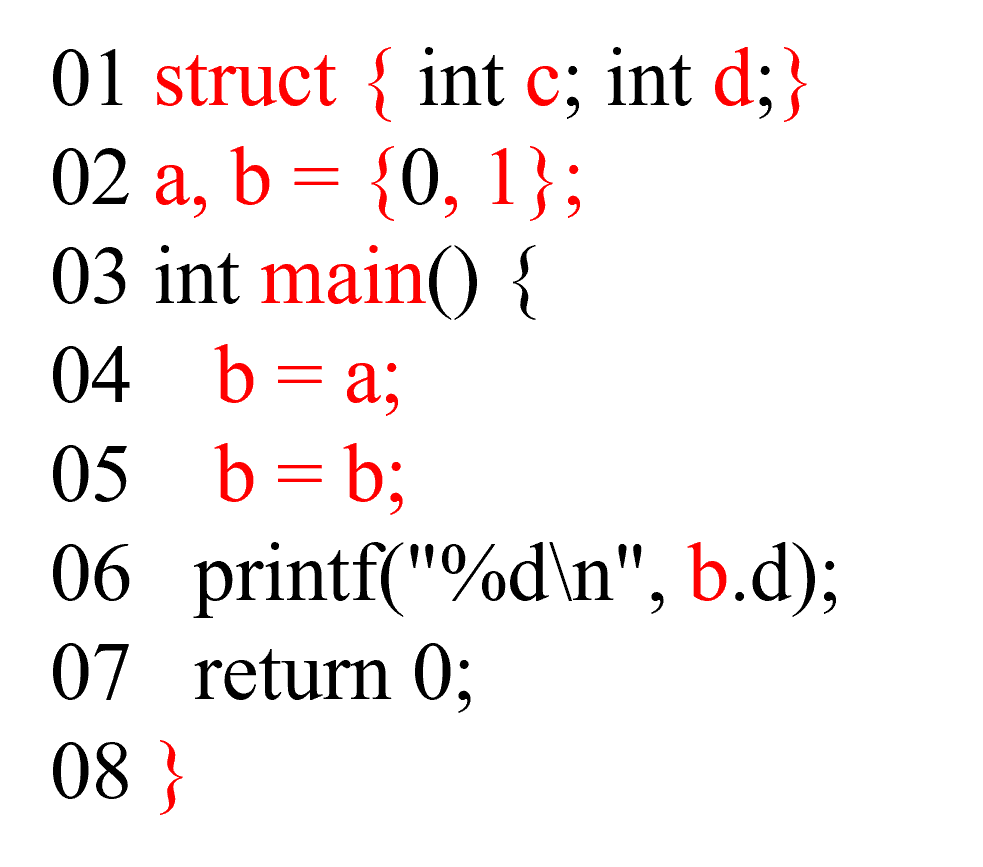 01 struct { int c; int d;}
02 a, b = {0, 1};
03 int main() {
04 b = a;
05 b = b;
06 printf("%d\n", b.d);
07 return 0;
08 }